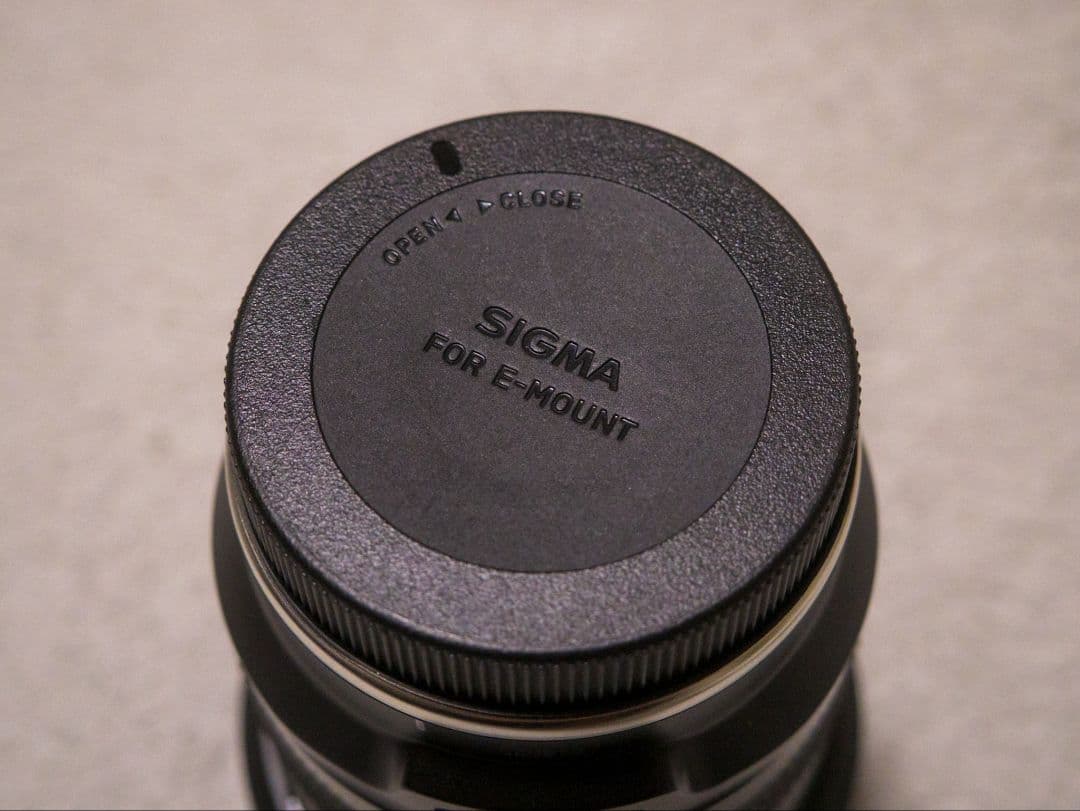 OPEN◀ ▷CLOSE
SIGMA
FOR E-MOUNT